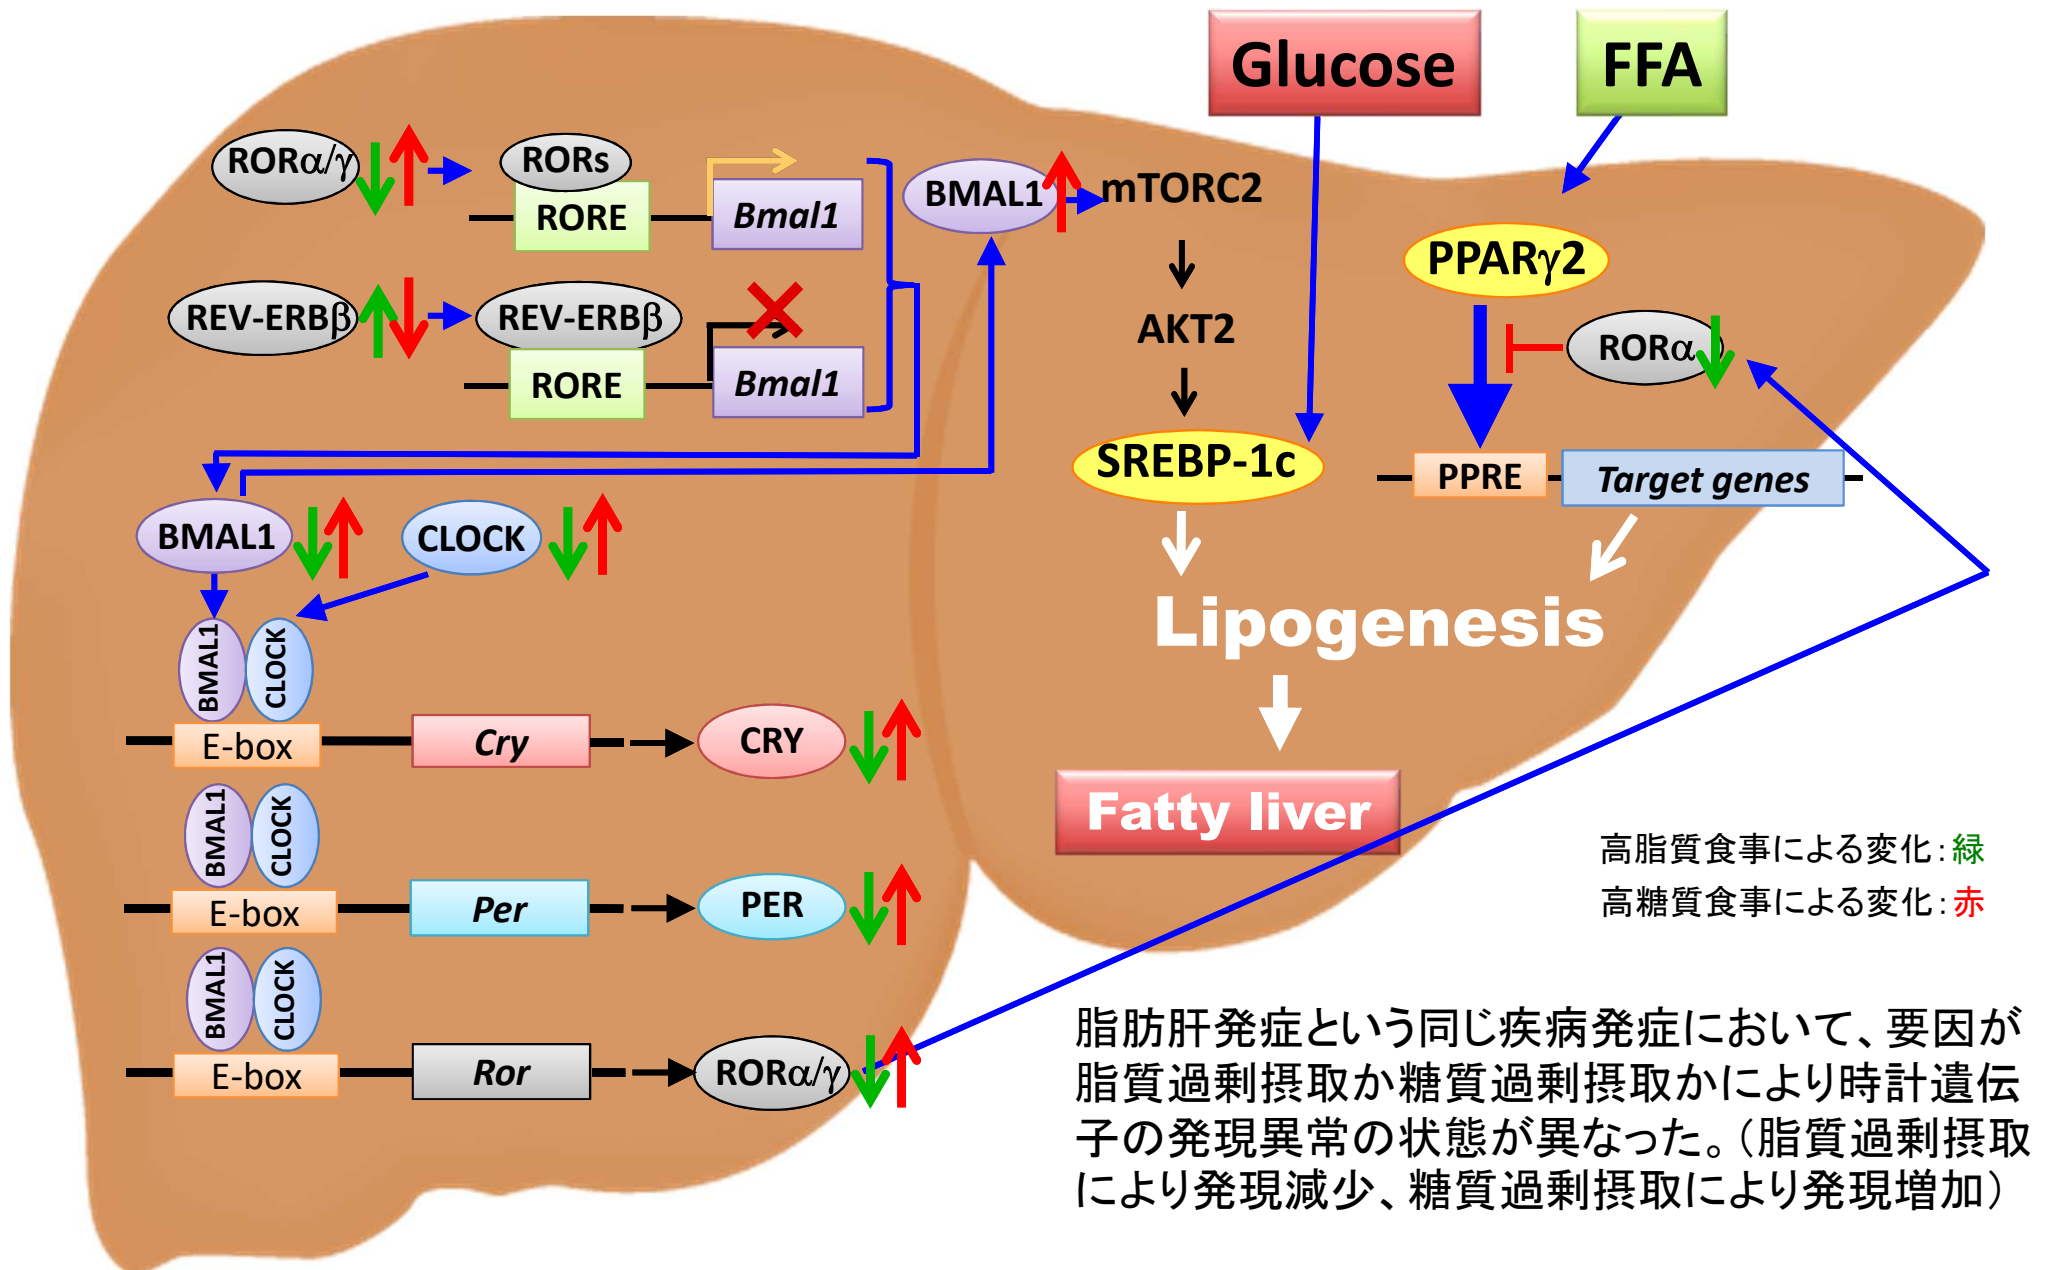 Glucose
FFA
RORα/γ
RORs
RORE
Bmal1
BMAL1
mTORC2
PPARγ2
REV-ERBβ
REV-ERBβ
RORE
Bmal1
AKT2
RORα
SREBP-1c
PPRE
Target genes
BMAL1
CLOCK
Lipogenesis
BMAL1
CLOCK
E-box
Cry
CRY
Fatty liver
BMAL1
CLOCK
E-box
Per
PER
高脂質食事による変化：緑
高糖質食事による変化：赤
BMAL1
CLOCK
E-box
Ror
RORα/γ
脂肪肝発症という同じ疾病発症において、要因が
脂質過剰摂取か糖質過剰摂取かにより時計遺伝
子の発現異常の状態が異なった。（脂質過剰摂取
により発現減少、糖質過剰摂取により発現増加）